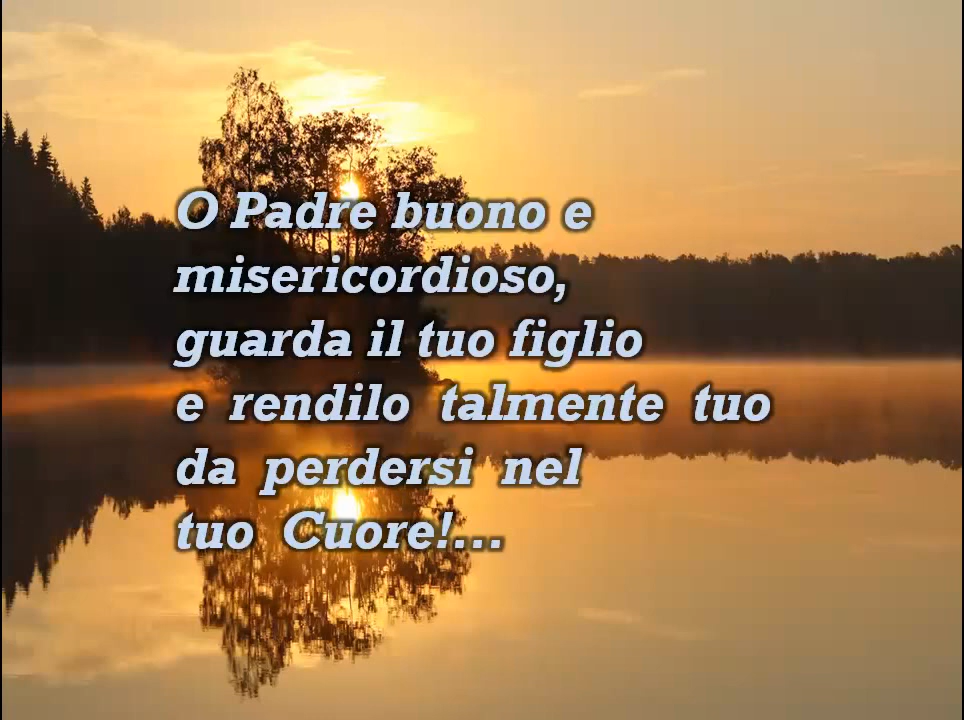 O Padre buono e
misericordioso,
guarda il tuo figlio
e rendilo talmente tuo
da perdersi nel
tuo Cuore!...